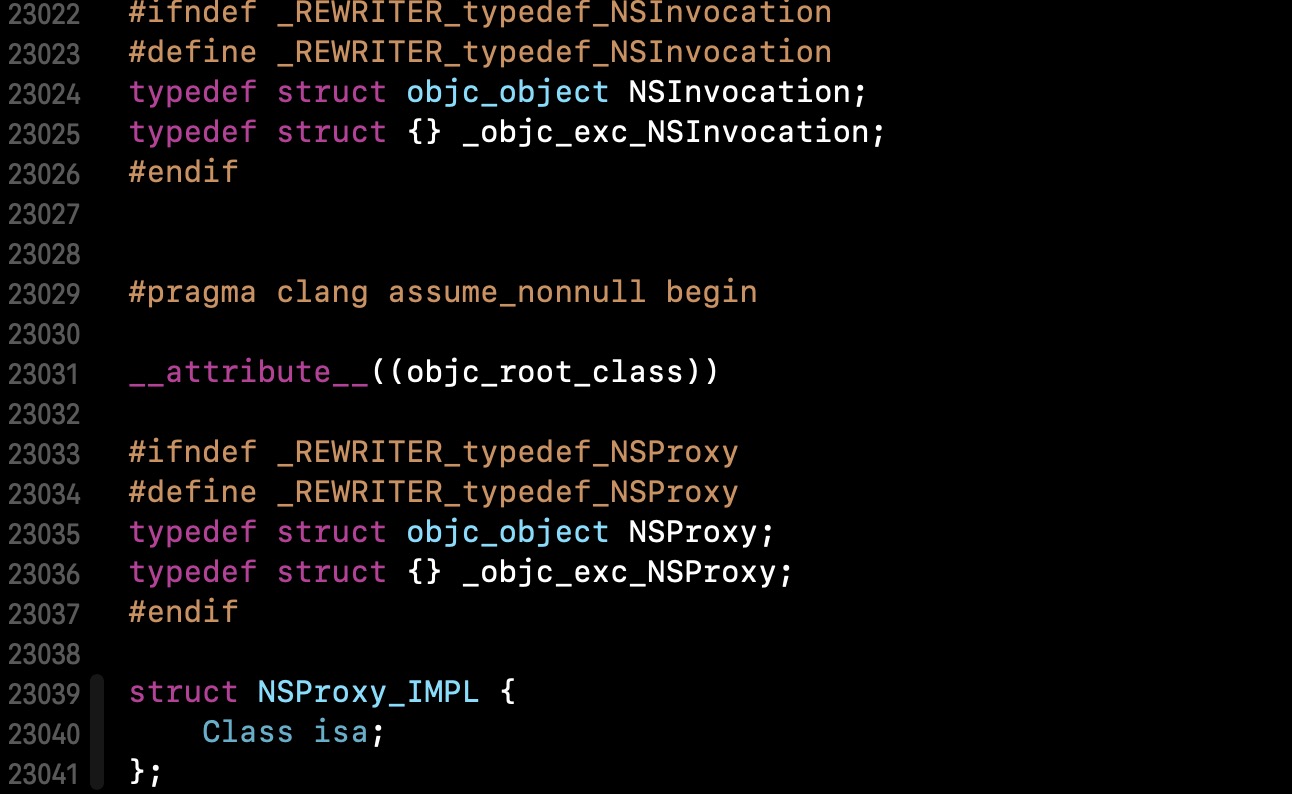 23022 #ifndef _REWRITER_typedef_NSInvocation
23023 #define _REWRITER_typedef_NSInvocation
23024 typedef struct objc_object NSInvocation;
23025 typedef struct {} _objc_exc_NSInvocation;
23026 #endif
23027
23028
23029 #pragma clang assume_nonnull begin
23030
23031 __attribute__((objc_root_class))
23032
23033 #ifndef _REWRITER_typedef_NSProxy
23034 #define _REWRITER_typedef_NSProxy
23035 typedef struct objc_object NSProxy;
23036 typedef struct {} _objc_exc_NSProxy;
23037 #endif
23038
23039 struct NSProxy_IMPL {
23040     Class isa;
23041 };